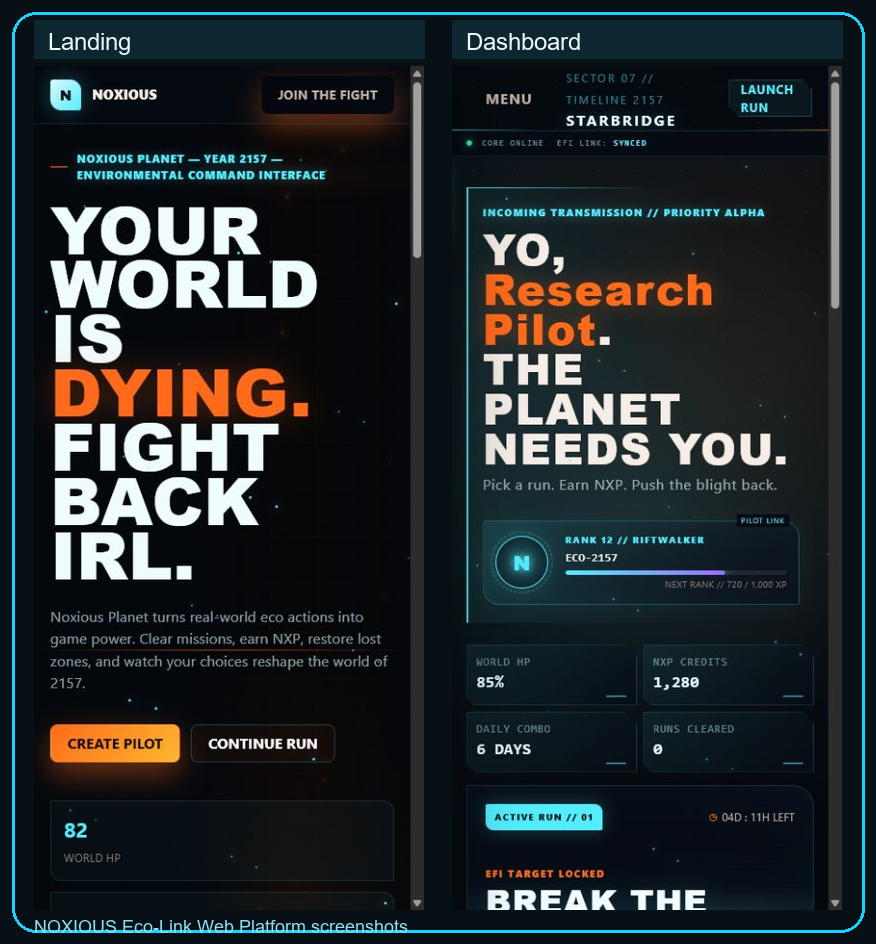 Landing
N NOXIOUS JOIN THE FIGHT
NOXIOUS PLANET — YEAR 2157 —
ENVIRONMENTAL COMMAND INTERFACE
YOUR
WORLD
IS
DYING.
FIGHT
BACK
IRL.
Noxious Planet turns real-world eco actions into
game power. Clear missions, earn NXP, restore lost
zones, and watch your choices reshape the world of
2157.
CREATE PILOT CONTINUE RUN
82
WORLD HP
Dashboard
MENU
SECTOR 07 //
TIMELINE 2157
STARBRIDGE
LAUNCH
RUN
CORE ONLINE EFI LINK: SYNCED
INCOMING TRANSMISSION // PRIORITY ALPHA
YO,
Research
Pilot.
THE
PLANET
NEEDS YOU.
Pick a run. Earn NXP. Push the blight back.
PILOT LINK
N
RANK 12 // RIFTWALKER
ECO-2157
NEXT RANK // 720 / 1,000 XP
WORLD HP
85%
NXP CREDITS
1,280
DAILY COMBO
6 DAYS
RUNS CLEARED
0
ACTIVE RUN // 01 04D : 11H LEFT
EFI TARGET LOCKED
BREAK THE
NOXIOUS Eco-Link Web Platform screenshots